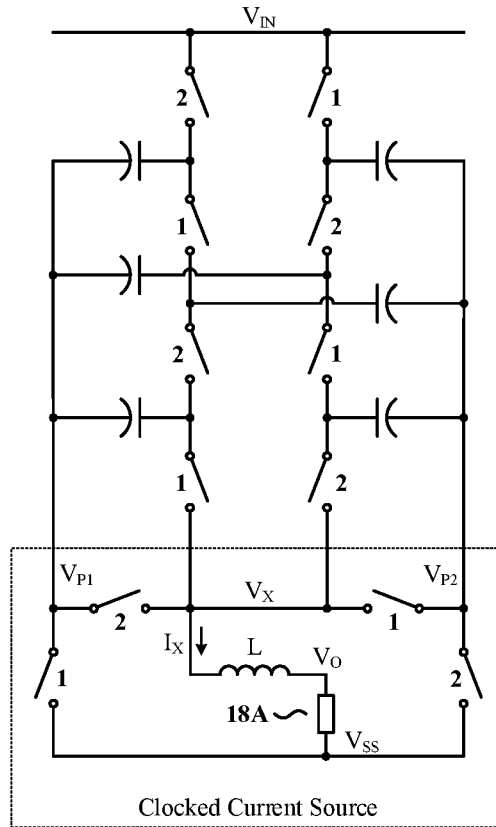 V_IN
2 1
1 2
2 1
1 2
V_P1 V_X V_P2
2 1
I_X L V_O
1 2
18A
V_SS
Clocked Current Source